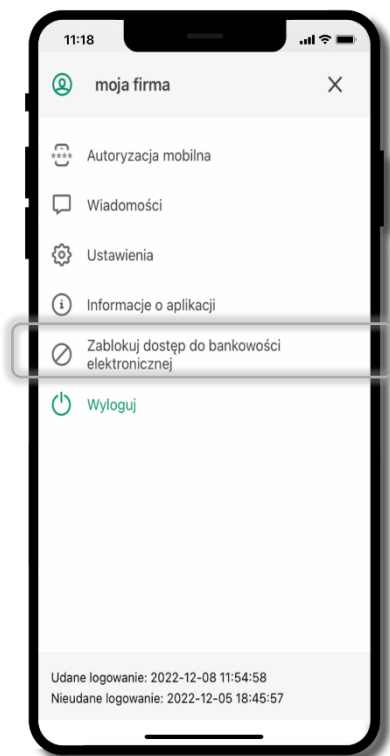 11:18
moja firma
Autoryzacja mobilna
Wiadomości
Ustawienia
Informacje o aplikacji
Zablokuj dostęp do bankowości
elektronicznej
Wyloguj
Udane logowanie: 2022-12-08 11:54:58
Nieudane logowanie: 2022-12-05 18:45:57